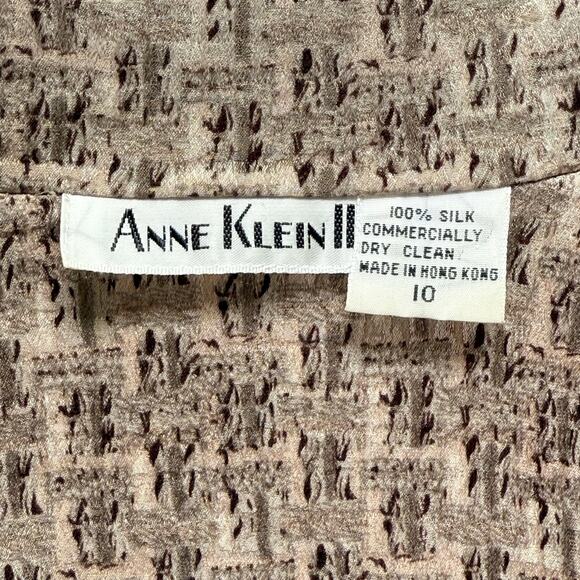 ANNE KLEIN II
100% SILK
COMMERCIALLY
DRY CLEAN
MADE IN HONG KONG
10